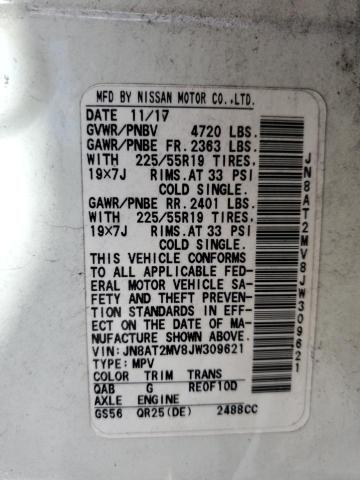 MFD BY NISSAN MOTOR CO.,LTD.
DATE 11/17
GVWR/PNBV 4720 LBS.
GAWR/PNBE FR. 2363 LBS.
WITH 225/55R19 TIRES,
19×7J RIMS.AT 33 PSI
COLD SINGLE.
GAWR/PNBE RR. 2401 LBS.
WITH 225/55R19 TIRES,
19×7J RIMS.AT 33 PSI
COLD SINGLE.
THIS VEHICLE CONFORMS
TO ALL APPLICABLE FED-
ERAL MOTOR VEHICLE SA-
FETY AND THEFT PREVENTION
STANDARDS IN EFF-
ECT ON THE DATE OF MA-
NUFACTURE SHOWN ABOVE.
VIN: JN8AT2MV8JW309621
TYPE: MPV
COLOR TRIM TRANS
QAB G RE0F10D
AXLE ENGINE
GS56 QR25(DE) 2488CC
JN8AT2MV8JW309621